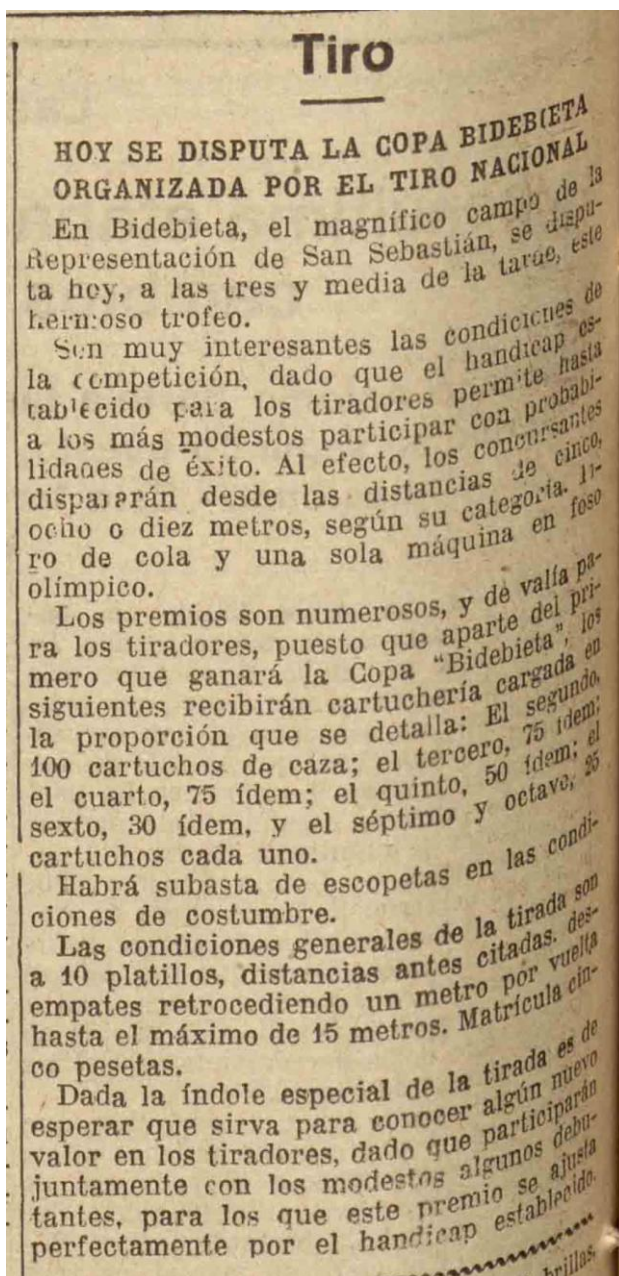 Tiro
HOY SE DISPUTA LA COPA BIDEBIETA
ORGANIZADA POR EL TIRO NACIONAL
En Bidebieta, el magnífico campo de la
Representación de San Sebastián, se dispu-
ta hoy, a las tres y media de la tarde, este
hermoso trofeo.
Son muy interesantes las condiciones de
la competición, dado que el handicap es-
tablecido para los tiradores permite hasta
a los más modestos participar con probabi-
lidades de éxito. Al efecto, los concursantes
dispararán desde las distancias de cinco,
ocho o diez metros, según su categoría. Ti-
ro de cola y una sola máquina en foso
olímpico.
Los premios son numerosos, y de valía pa-
ra los tiradores, puesto que aparte del pri-
mero que ganará la Copa "Bidebieta", los
siguientes recibirán cartuchería cargada en
la proporción que se detalla: El segundo,
100 cartuchos de caza; el tercero, 75 ídem;
el cuarto, 75 ídem; el quinto, 50 ídem; el
sexto, 30 ídem, y el séptimo y octavo, 25
cartuchos cada uno.
Habrá subasta de escopetas en las condi-
ciones de costumbre.
Las condiciones generales de la tirada son
a 10 platillos, distancias antes citadas, des-
empates retrocediendo un metro por vuelta
hasta el máximo de 15 metros. Matrícula cin-
co pesetas.
Dada la índole especial de la tirada es de
esperar que sirva para conocer algún nuevo
valor en los tiradores, dado que participarán
juntamente con los modestos algunos debu-
tantes, para los que este premio se ajusta
perfectamente por el handicap establecido.